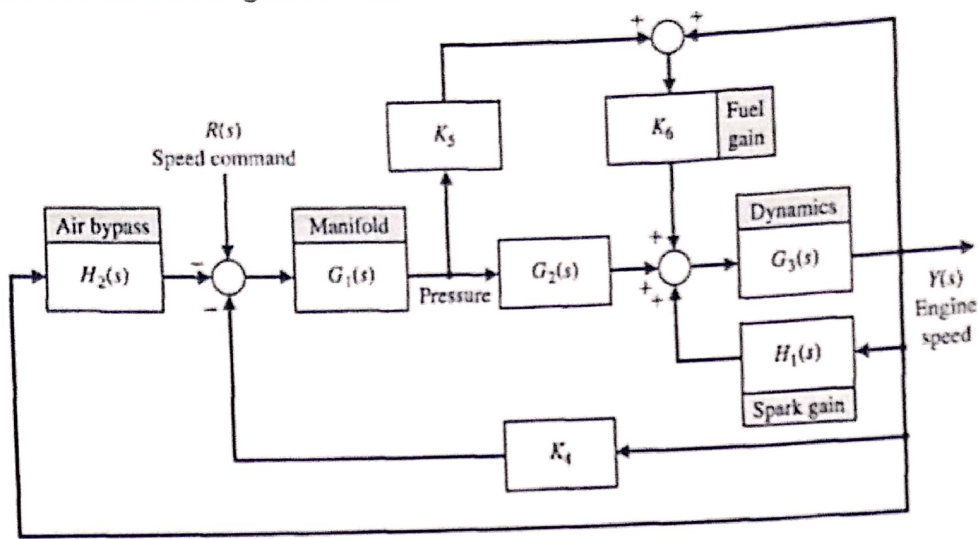 +
+
K₅
K₆
Fuel
gain
R(s)
Speed command
Air bypass
H₂(s)
−
−
Manifold
G₁(s)
Pressure
G₂(s)
+
+
+
Dynamics
G₃(s)
Y(s)
Engine
speed
H₁(s)
Spark gain
K₄